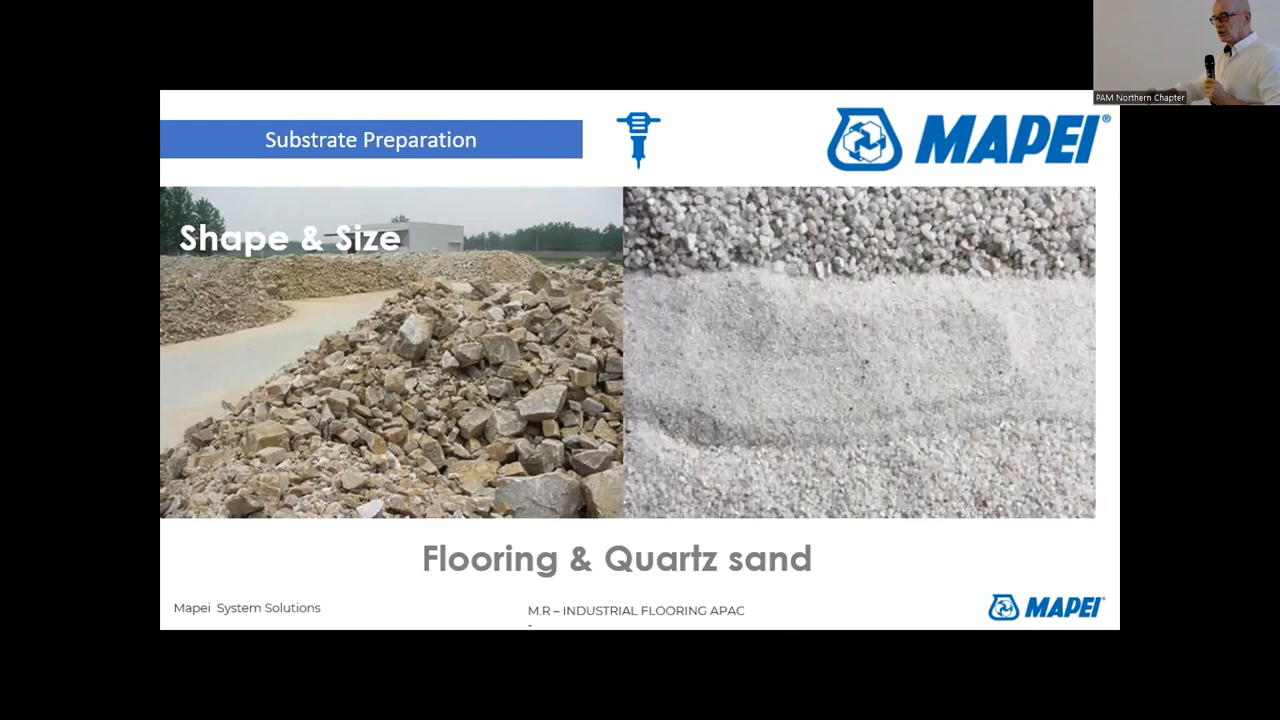 PAM Northern Chapter
Substrate Preparation
MAPEI®
Shape & Size
Flooring & Quartz sand
Mapei System Solutions
M.R – INDUSTRIAL FLOORING APAC
-
MAPEI®